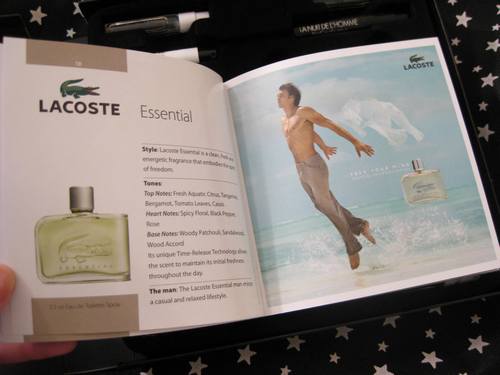 LA NUIT DE L'HOMME
LACOSTE
Essential
Style: Lacoste Essential is a clean, fresh and
energetic fragrance that embodies the spirit
of freedom.
Tones:
Top Notes: Fresh Aquatic Citrus, Tangerine,
Bergamot, Tomato Leaves, Cassis
Heart Notes: Spicy Floral, Black Pepper,
Rose
Base Notes: Woody Patchouli, Sandalwood,
Wood Accord
Its unique Time-Release Technology allows
the scent to maintain its initial freshness
throughout the day.
The man: The Lacoste Essential man enjoys
a casual and relaxed lifestyle.
ESSENTIAL
Eau de Toilette Spray
LACOSTE
FREE YOUR MIND